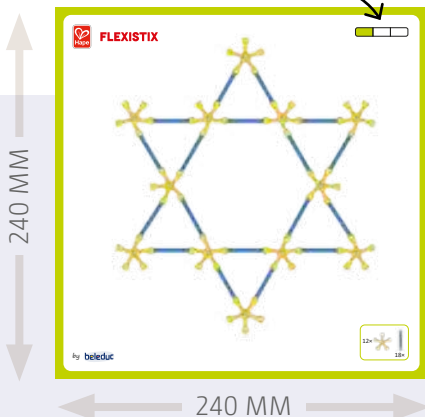 Hape
FLEXISTIX
240 MM
12×
18×
by beleduc
240 MM